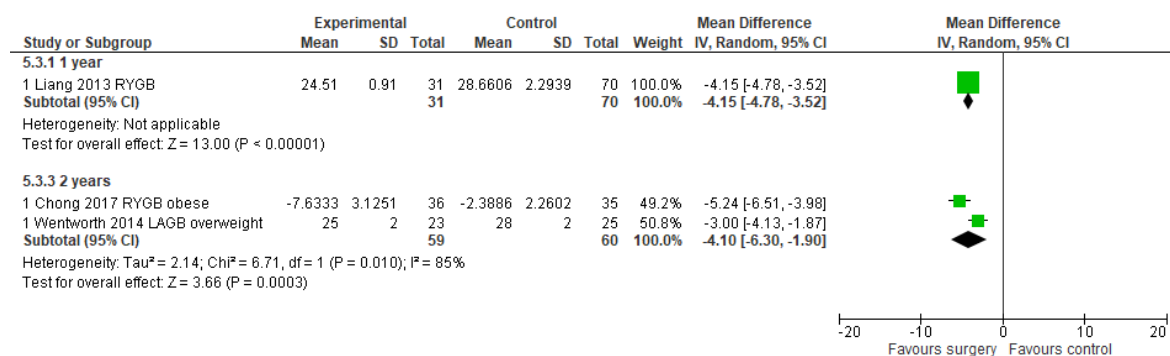 Experimental Control Mean Difference Mean Difference
Study or Subgroup Mean SD Total Mean SD Total Weight IV, Random, 95% CI IV, Random, 95% CI
5.3.1 1 year
1 Liang 2013 RYGB 24.51 0.91 31 28.6606 2.2939 70 100.0% -4.15 [-4.78, -3.52]
Subtotal (95% CI) 31 70 100.0% -4.15 [-4.78, -3.52]
Heterogeneity: Not applicable
Test for overall effect: Z = 13.00 (P < 0.00001)
5.3.3 2 years
1 Chong 2017 RYGB obese -7.6333 3.1251 36 -2.3886 2.2602 35 49.2% -5.24 [-6.51, -3.98]
1 Wentworth 2014 LAGB overweight 25 2 23 28 2 25 50.8% -3.00 [-4.13, -1.87]
Subtotal (95% CI) 59 60 100.0% -4.10 [-6.30, -1.90]
Heterogeneity: Tau² = 2.14; Chi² = 6.71, df = 1 (P = 0.010); I² = 85%
Test for overall effect: Z = 3.66 (P = 0.0003)
-20 -10 0 10 20
Favours surgery Favours control